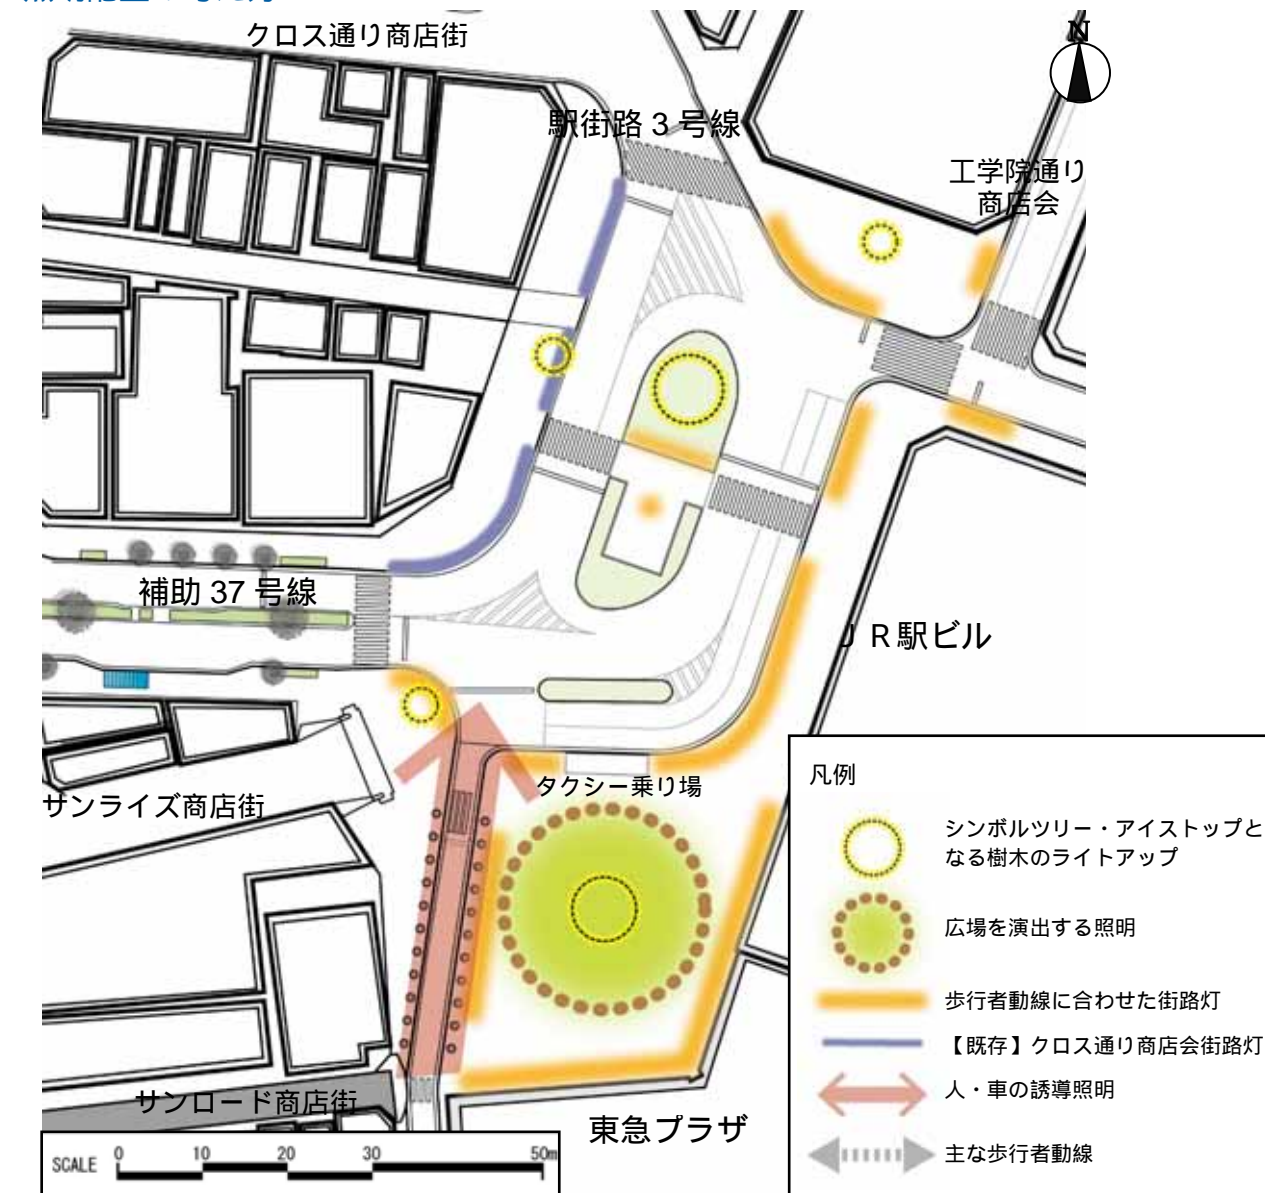 クロス通り商店街
N
駅街路3号線
工学院通り
商店会
補助37号線
JR駅ビル
タクシー乗り場
サンライズ商店街
サンロード商店街
東急プラザ
凡例
シンボルツリー・アイストップと
なる樹木のライトアップ
広場を演出する照明
歩行者動線に合わせた街路灯
【既存】クロス通り商店会街路灯
人・車の誘導照明
主な歩行者動線
SCALE 0 10 20 30 50m